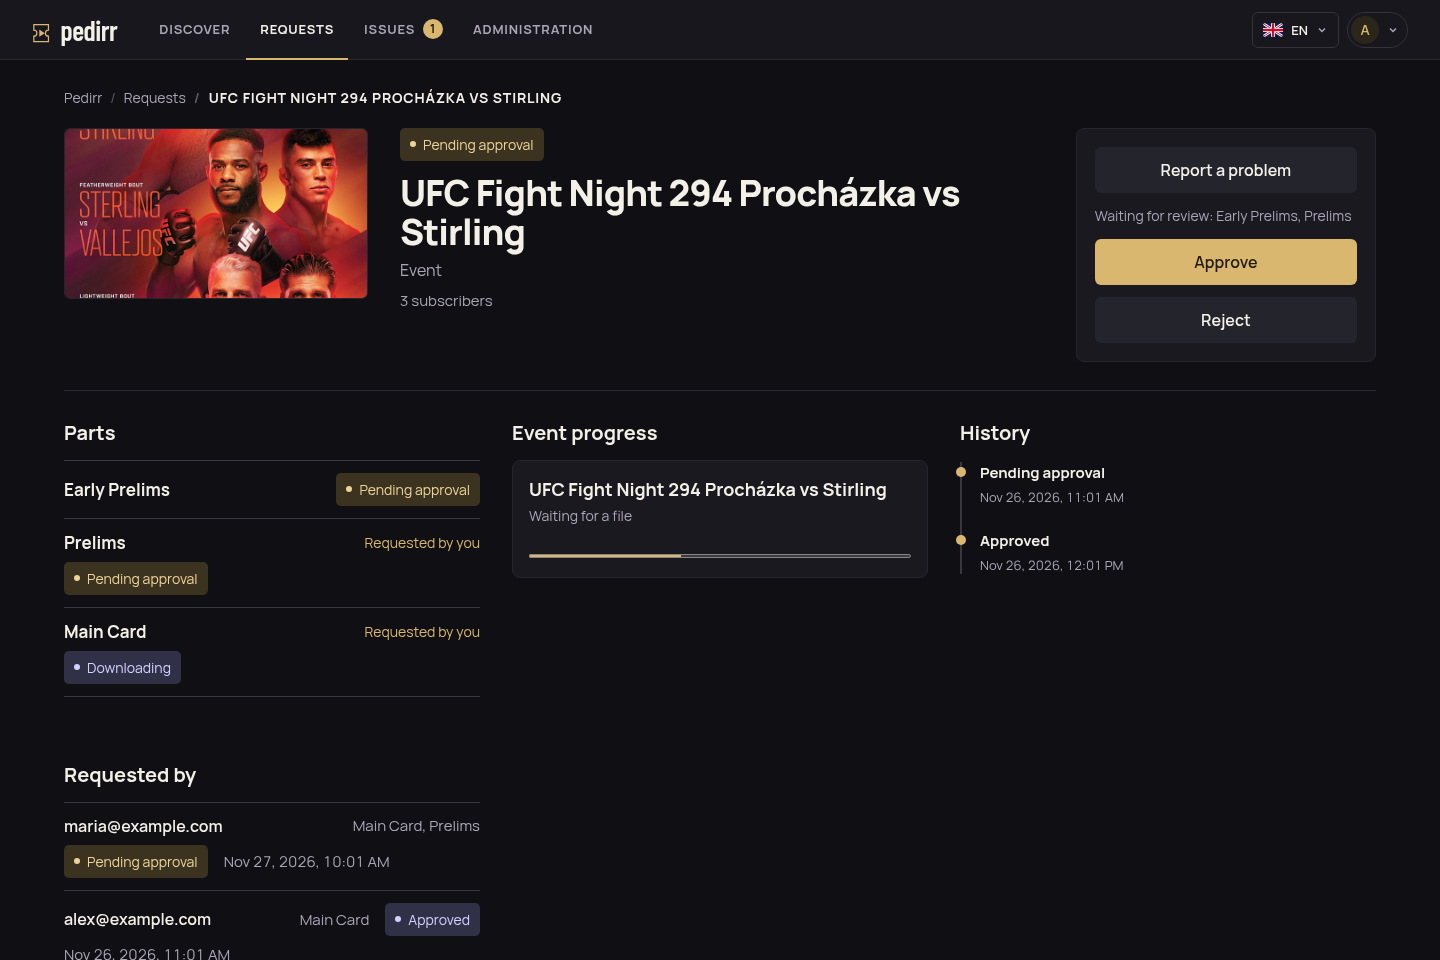 pedirr
DISCOVER
REQUESTS
ISSUES 1
ADMINISTRATION
EN
A
Pedirr / Requests / UFC FIGHT NIGHT 294 PROCHÁZKA VS STIRLING
STIRLING
FEATHERWEIGHT BOUT
STERLING
VS
VALLEJOS
UFC
LIGHTWEIGHT BOUT
Pending approval
UFC Fight Night 294 Procházka vs
Stirling
Event
3 subscribers
Report a problem
Waiting for review: Early Prelims, Prelims
Approve
Reject
Parts
Early Prelims
Pending approval
Prelims
Requested by you
Pending approval
Main Card
Requested by you
Downloading
Event progress
UFC Fight Night 294 Procházka vs Stirling
Waiting for a file
History
Pending approval
Nov 26, 2026, 11:01 AM
Approved
Nov 26, 2026, 12:01 PM
Requested by
maria@example.com
Main Card, Prelims
Pending approval
Nov 27, 2026, 10:01 AM
alex@example.com
Main Card
Approved
Nov 26, 2026, 11:01 AM